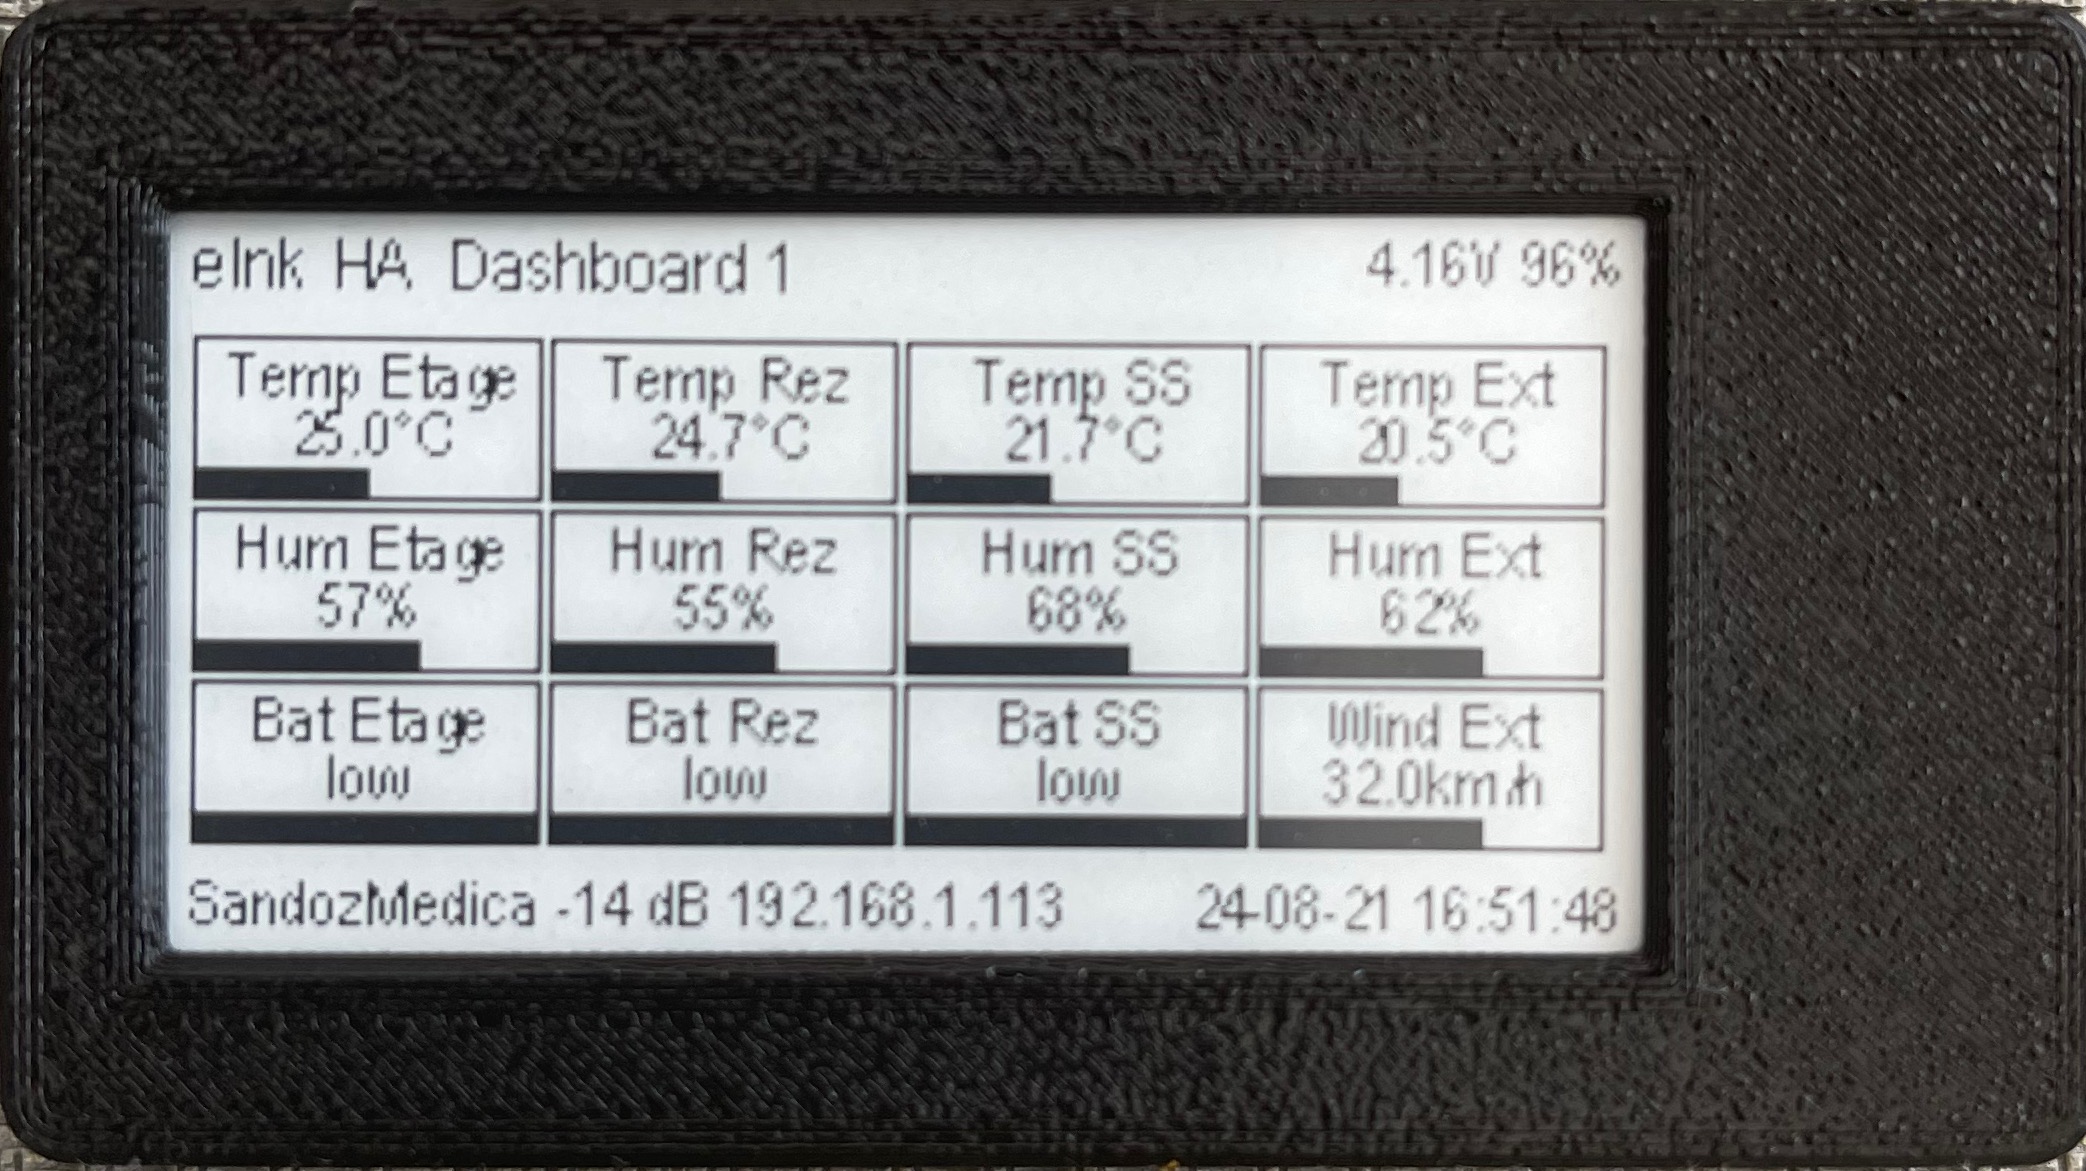 eInk HA Dashboard 1 4.16V 96%
Temp Etage Temp Rez Temp SS Temp Ext
25.0°C 24.7°C 21.7°C 20.5°C
Hum Etage Hum Rez Hum SS Hum Ext
57% 55% 68% 62%
Bat Etage Bat Rez Bat SS Wind Ext
low low low 32.0km/h
SandozMedica -14 dB 192.168.1.113 24-08-21 16:51:48